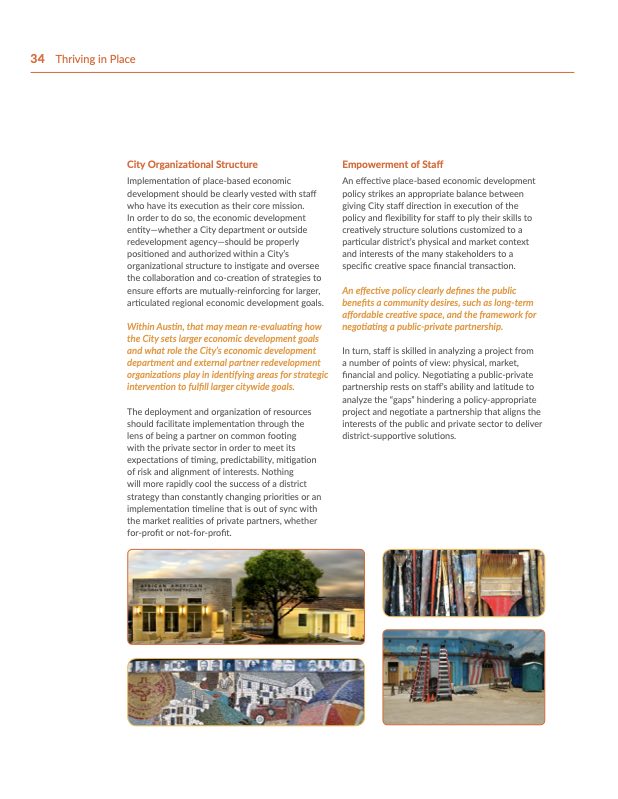 34 Thriving in Place
City Organizational Structure
Implementation of place-based economic
development should be clearly vested with staff
who have its execution as their core mission.
In order to do so, the economic development
entity—whether a City department or outside
redevelopment agency—should be properly
positioned and authorized within a City's
organizational structure to instigate and oversee
the collaboration and co-creation of strategies to
ensure efforts are mutually-reinforcing for larger,
articulated regional economic development goals.
Within Austin, that may mean re-evaluating how
the City sets larger economic development goals
and what role the City's economic development
department and external partner redevelopment
organizations play in identifying areas for strategic
intervention to fulfill larger citywide goals.
The deployment and organization of resources
should facilitate implementation through the
lens of being a partner on common footing
with the private sector in order to meet its
expectations of timing, predictability, mitigation
of risk and alignment of interests. Nothing
will more rapidly cool the success of a district
strategy than constantly changing priorities or an
implementation timeline that is out of sync with
the market realities of private partners, whether
for-profit or not-for-profit.
Empowerment of Staff
An effective place-based economic development
policy strikes an appropriate balance between
giving City staff direction in execution of the
policy and flexibility for staff to ply their skills to
creatively structure solutions customized to a
particular district's physical and market context
and interests of the many stakeholders to a
specific creative space financial transaction.
An effective policy clearly defines the public
benefits a community desires, such as long-term
affordable creative space, and the framework for
negotiating a public-private partnership.
In turn, staff is skilled in analyzing a project from
a number of points of view: physical, market,
financial and policy. Negotiating a public-private
partnership rests on staff's ability and latitude to
analyze the "gaps" hindering a policy-appropriate
project and negotiate a partnership that aligns the
interests of the public and private sector to deliver
district-supportive solutions.
AFRICAN AMERICAN